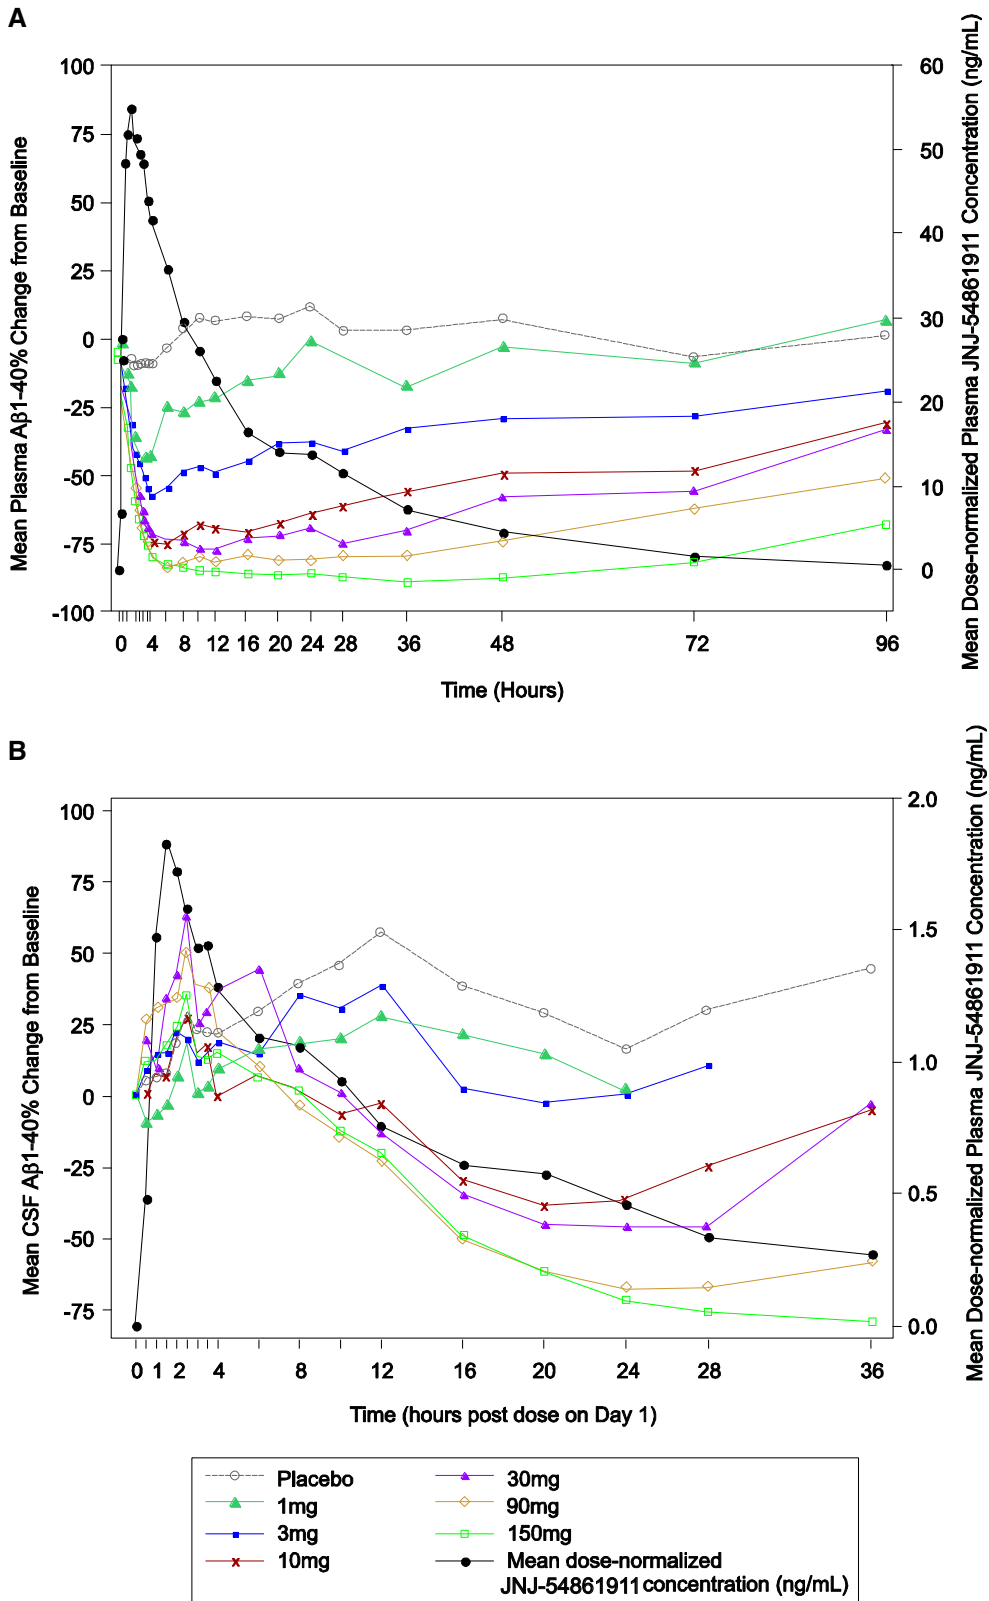 A
Mean Plasma Aβ1-40% Change from Baseline
100
75
50
25
0
-25
-50
-75
-100
60
50
40
30
20
10
0
Mean Dose-normalized Plasma JNJ-54861911 Concentration (ng/mL)
0 4 8 12 16 20 24 28 36 48 72 96
Time (Hours)
B
Mean CSF Aβ1-40% Change from Baseline
100
75
50
25
0
-25
-50
-75
2.0
1.5
1.0
0.5
0.0
Mean Dose-normalized Plasma JNJ-54861911 Concentration (ng/mL)
0 1 2 4 8 12 16 20 24 28 36
Time (hours post dose on Day 1)
Placebo
1mg
3mg
10mg
30mg
90mg
150mg
Mean dose-normalized
JNJ-54861911 concentration (ng/mL)